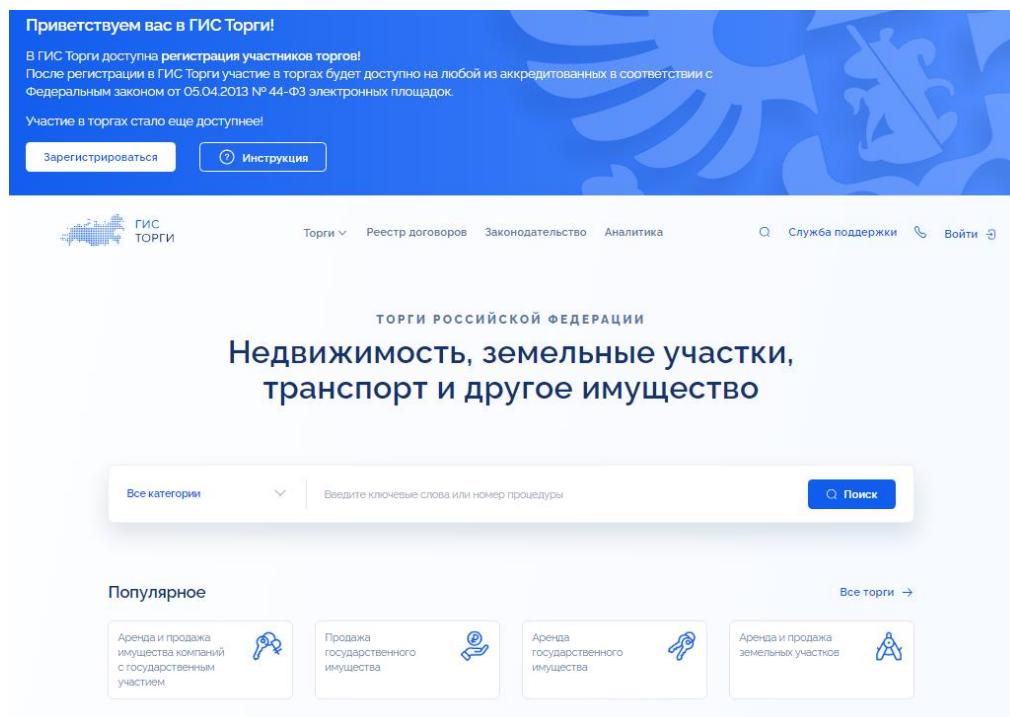 Приветствуем вас в ГИС Торги!
В ГИС Торги доступна регистрация участников торгов!
После регистрации в ГИС Торги участие в торгах будет доступно на любой из аккредитованных в соответствии с
Федеральным законом от 05.04.2013 № 44-ФЗ электронных площадок.
Участие в торгах стало еще доступнее!
Зарегистрироваться
? Инструкция
ГИС
ТОРГИ
Торги
Реестр договоров
Законодательство
Аналитика
Служба поддержки
Войти
ТОРГИ РОССИЙСКОЙ ФЕДЕРАЦИИ
Недвижимость, земельные участки,
транспорт и другое имущество
Все категории
Введите ключевые слова или номер процедуры
Поиск
Популярное
Все торги →
Аренда и продажа
имущества компаний
с государственным
участием
Продажа
государственного
имущества
Аренда
государственного
имущества
Аренда и продажа
земельных участков